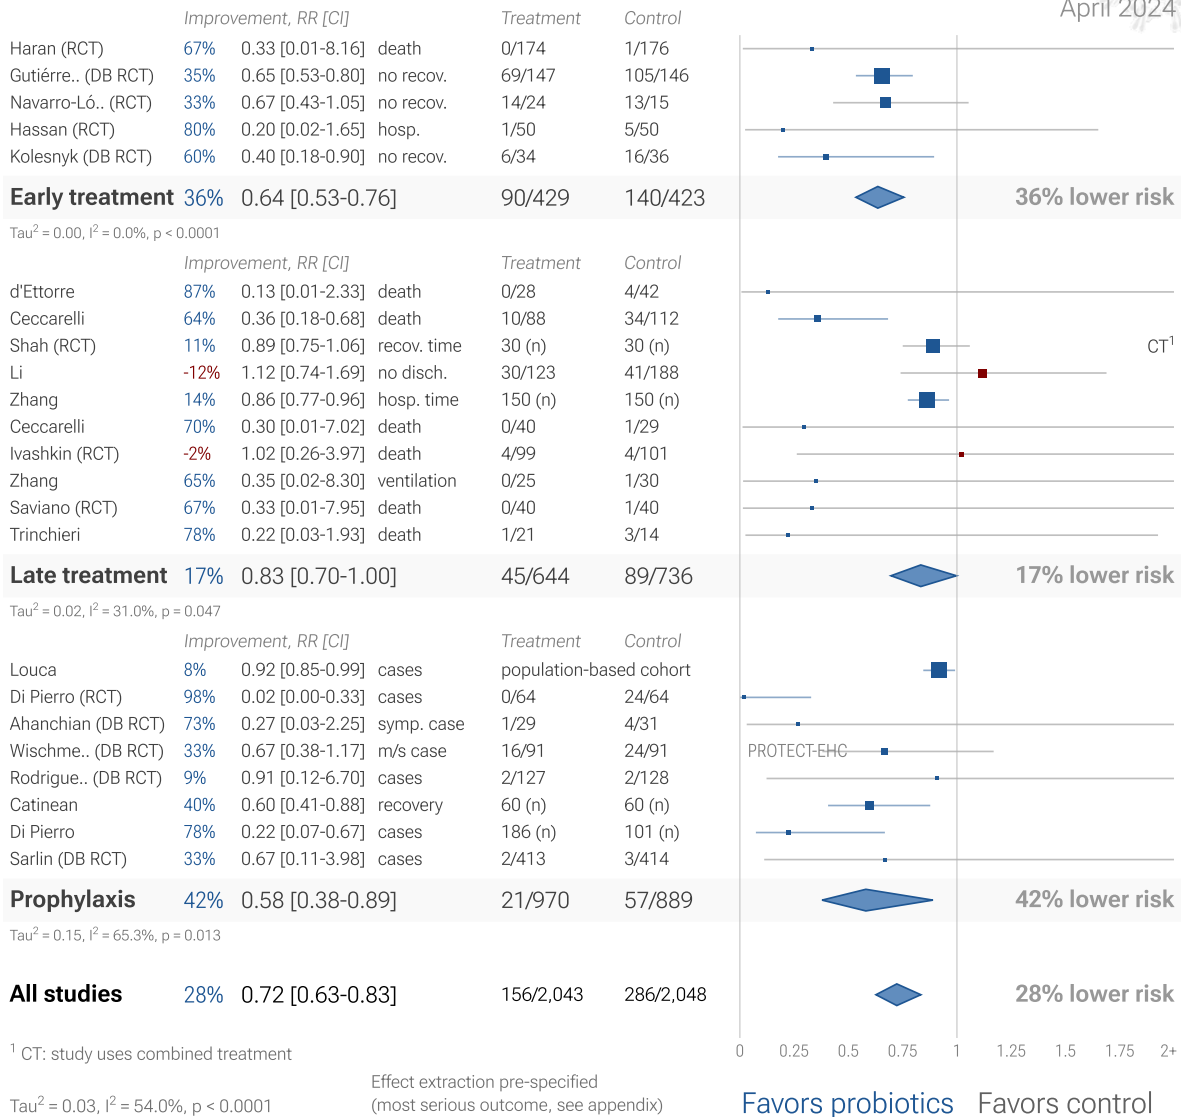 April 2024
Improvement, RR [CI] Treatment Control
Haran (RCT) 67% 0.33 [0.01-8.16] death 0/174 1/176
Gutiérre.. (DB RCT) 35% 0.65 [0.53-0.80] no recov. 69/147 105/146
Navarro-Ló.. (RCT) 33% 0.67 [0.43-1.05] no recov. 14/24 13/15
Hassan (RCT) 80% 0.20 [0.02-1.65] hosp. 1/50 5/50
Kolesnyk (DB RCT) 60% 0.40 [0.18-0.90] no recov. 6/34 16/36
Early treatment 36% 0.64 [0.53-0.76] 90/429 140/423 36% lower risk
Tau² = 0.00, I² = 0.0%, p < 0.0001
Improvement, RR [CI] Treatment Control
d'Ettorre 87% 0.13 [0.01-2.33] death 0/28 4/42
Ceccarelli 64% 0.36 [0.18-0.68] death 10/88 34/112
Shah (RCT) 11% 0.89 [0.75-1.06] recov. time 30 (n) 30 (n) CT¹
Li -12% 1.12 [0.74-1.69] no disch. 30/123 41/188
Zhang 14% 0.86 [0.77-0.96] hosp. time 150 (n) 150 (n)
Ceccarelli 70% 0.30 [0.01-7.02] death 0/40 1/29
Ivashkin (RCT) -2% 1.02 [0.26-3.97] death 4/99 4/101
Zhang 65% 0.35 [0.02-8.30] ventilation 0/25 1/30
Saviano (RCT) 67% 0.33 [0.01-7.95] death 0/40 1/40
Trinchieri 78% 0.22 [0.03-1.93] death 1/21 3/14
Late treatment 17% 0.83 [0.70-1.00] 45/644 89/736 17% lower risk
Tau² = 0.02, I² = 31.0%, p = 0.047
Improvement, RR [CI] Treatment Control
Louca 8% 0.92 [0.85-0.99] cases population-based cohort
Di Pierro (RCT) 98% 0.02 [0.00-0.33] cases 0/64 24/64
Ahanchian (DB RCT) 73% 0.27 [0.03-2.25] symp. case 1/29 4/31
Wischme.. (DB RCT) 33% 0.67 [0.38-1.17] m/s case 16/91 24/91 PROTECT-EHC
Rodrigue.. (DB RCT) 9% 0.91 [0.12-6.70] cases 2/127 2/128
Catinean 40% 0.60 [0.41-0.88] recovery 60 (n) 60 (n)
Di Pierro 78% 0.22 [0.07-0.67] cases 186 (n) 101 (n)
Sarlin (DB RCT) 33% 0.67 [0.11-3.98] cases 2/413 3/414
Prophylaxis 42% 0.58 [0.38-0.89] 21/970 57/889 42% lower risk
Tau² = 0.15, I² = 65.3%, p = 0.013
All studies 28% 0.72 [0.63-0.83] 156/2,043 286/2,048 28% lower risk
0 0.25 0.5 0.75 1 1.25 1.5 1.75 2+
¹ CT: study uses combined treatment
Effect extraction pre-specified
(most serious outcome, see appendix)
Tau² = 0.03, I² = 54.0%, p < 0.0001
Favors probiotics Favors control